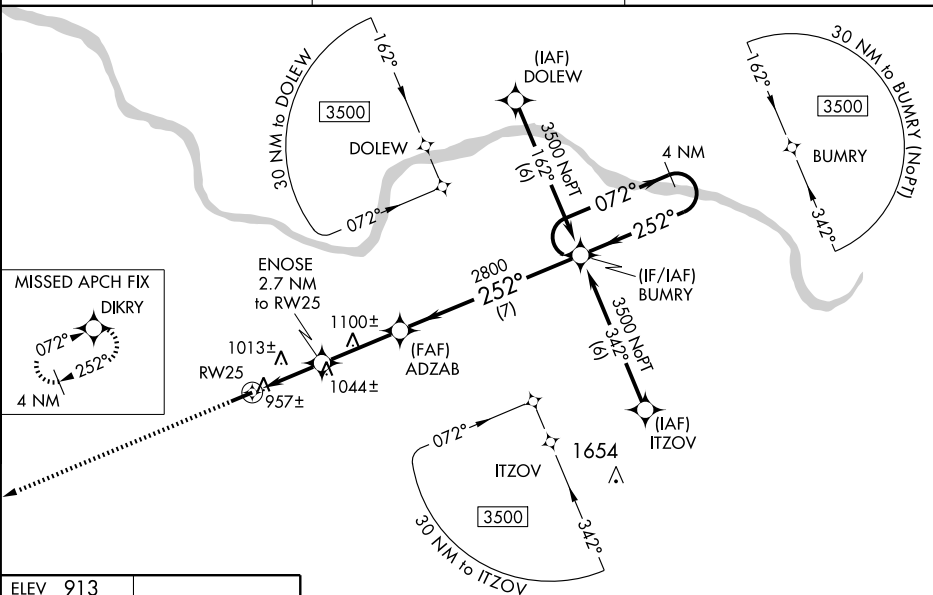 30 NM to DOLEW
162°
3500
DOLEW
072°
(IAF)
DOLEW
3500 NoPT
162°
(6)
4 NM
072°
252°
30 NM to BUMRY (NoPT)
162°
3500
BUMRY
342°
(IF/IAF)
BUMRY
2800
252°
(7)
3500 NoPT
342°
(6)
(IAF)
ITZOV
ENOSE
2.7 NM
to RW25
1100±
1013±
(FAF)
ADZAB
RW25
1044±
957±
MISSED APCH FIX
DIKRY
072°
252°
4 NM
072°
ITZOV
1654
3500
342°
30 NM to ITZOV
ELEV 913